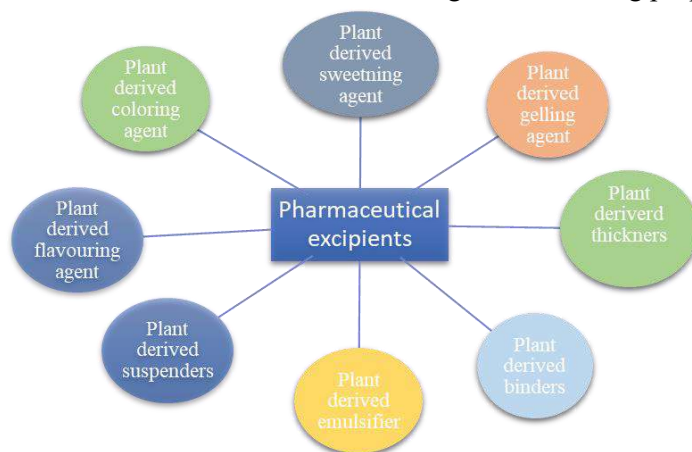 Plant
derived
sweetning
agent
Plant
derived
coloring
agent
Plant
derived
gelling
agent
Pharmaceutical
excipients
Plant
derived
flavouring
agent
Plant
deriverd
thickners
Plant
derived
suspenders
Plant
derived
emulsifier
Plant
derived
binders